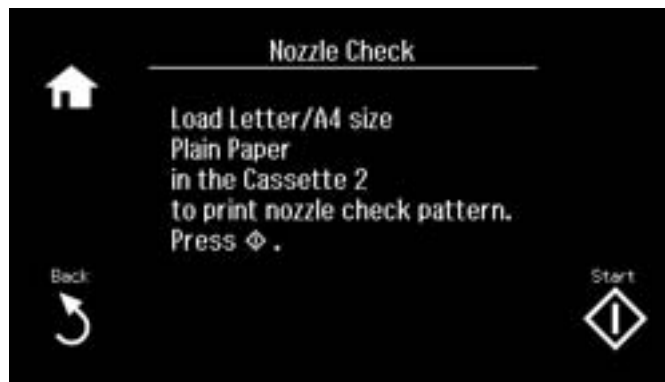 Nozzle Check
Load Letter/A4 size
Plain Paper
in the Cassette 2
to print nozzle check pattern.
Press ⟐ .
Back
Start